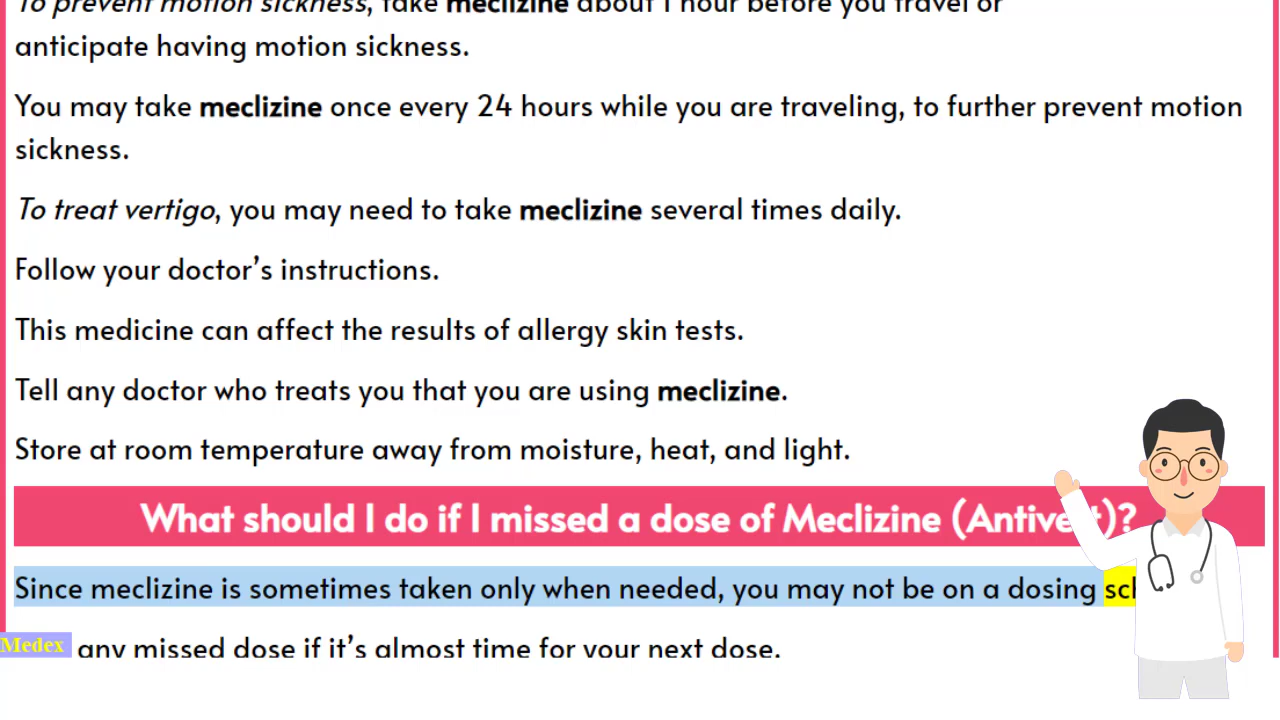 To prevent motion sickness, take meclizine about 1 hour before you travel or
anticipate having motion sickness.
You may take meclizine once every 24 hours while you are traveling, to further prevent motion
sickness.
To treat vertigo, you may need to take meclizine several times daily.
Follow your doctor's instructions.
This medicine can affect the results of allergy skin tests.
Tell any doctor who treats you that you are using meclizine.
Store at room temperature away from moisture, heat, and light.
What should I do if I missed a dose of Meclizine (Antivert)?
Since meclizine is sometimes taken only when needed, you may not be on a dosing
Medex any missed dose if it's almost time for your next dose.